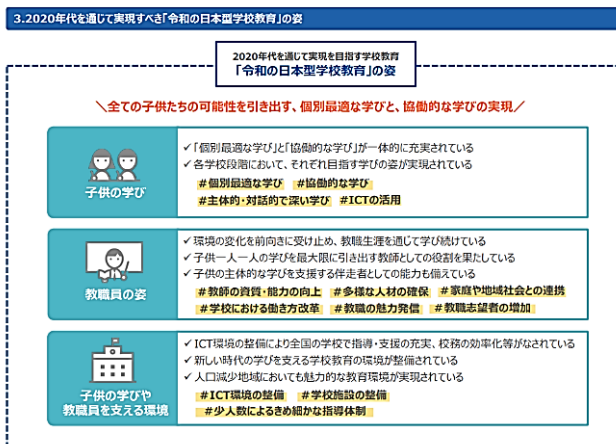 3.2020年代を通じて実現すべき「令和の日本型学校教育」の姿
2020年代を通じて実現を目指す学校教育
「令和の日本型学校教育」の姿
＼全ての子供たちの可能性を引き出す、個別最適な学びと、協働的な学びの実現／
子供の学び
✓「個別最適な学び」と「協働的な学び」が一体的に充実されている
✓各学校段階において、それぞれ目指す学びの姿が実現されている
#個別最適な学び #協働的な学び
#主体的・対話的で深い学び #ICTの活用
教職員の姿
✓環境の変化を前向きに受け止め、教職生涯を通じて学び続けている
✓子供一人一人の学びを最大限に引き出す教師としての役割を果たしている
✓子供の主体的な学びを支援する伴走者としての能力も備えている
#教師の資質・能力の向上 #多様な人材の確保 #家庭や地域社会との連携
#学校における働き方改革 #教職の魅力発信 #教職志望者の増加
子供の学びや
教職員を支える環境
✓ICT環境の整備により全国の学校で指導・支援の充実、校務の効率化等がなされている
✓新しい時代の学びを支える学校教育の環境が整備されている
✓人口減少地域においても魅力的な教育環境が実現されている
#ICT環境の整備 #学校施設の整備
#少人数によるきめ細かな指導体制